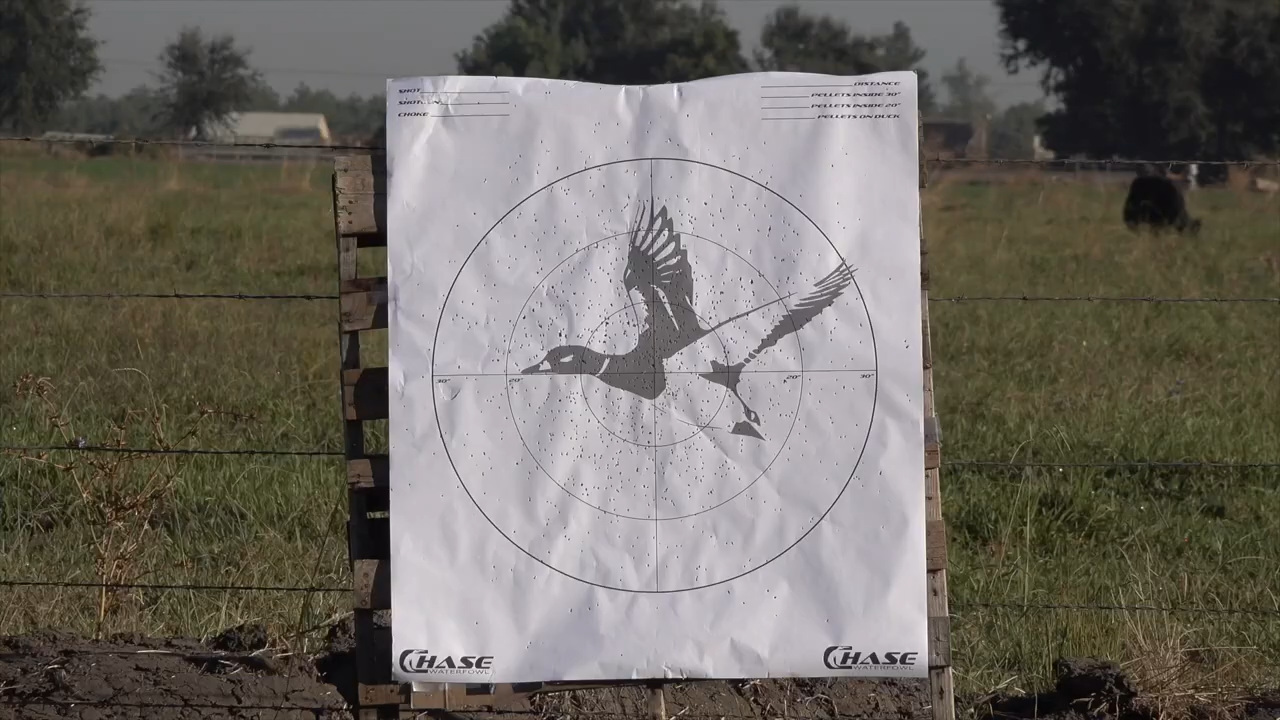 SHOT
SHOTGUN
CHOKE
DISTANCE
PELLETS INSIDE 30"
PELLETS INSIDE 20"
PELLETS ON DUCK
30"
20"
20"
30"
CHASE
WATERFOWL
CHASE
WATERFOWL